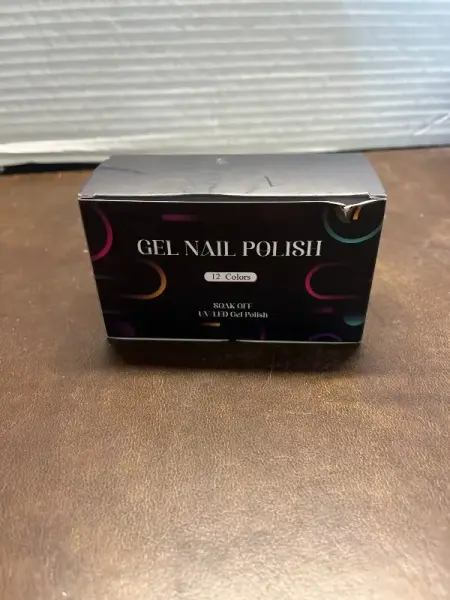 GEL NAIL POLISH
12 Colors
SOAK OFF
UV/LED Gel Polish